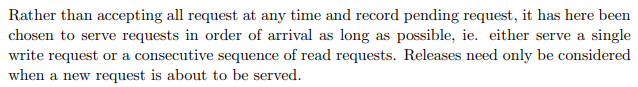 Rather than accepting all request at any time and record pending request, it has here been
chosen to serve requests in order of arrival as long as possible, ie. either serve a single
write request or a consecutive sequence of read requests. Releases need only be considered
when a new request is about to be served.